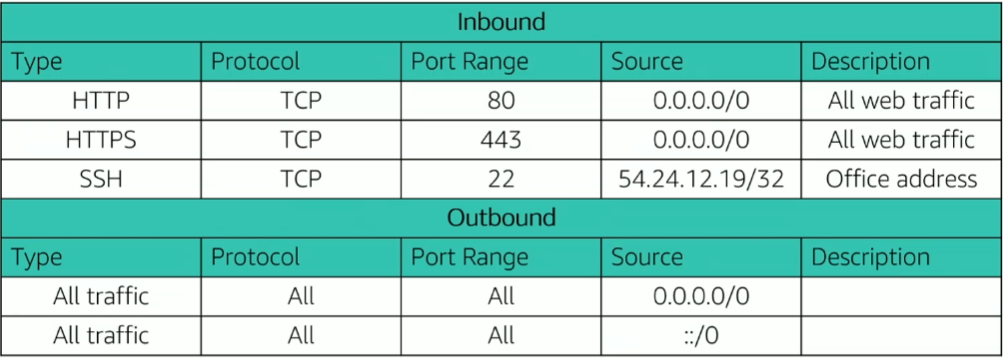 Inbound
Type Protocol Port Range Source Description
HTTP TCP 80 0.0.0.0/0 All web traffic
HTTPS TCP 443 0.0.0.0/0 All web traffic
SSH TCP 22 54.24.12.19/32 Office address
Outbound
Type Protocol Port Range Source Description
All traffic All All 0.0.0.0/0
All traffic All All ::/0